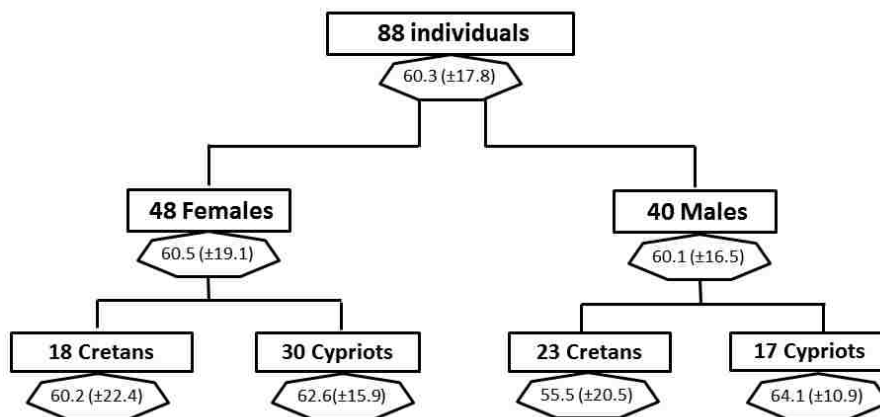 88 individuals
60.3 (±17.8)
48 Females
40 Males
60.5 (±19.1)
60.1 (±16.5)
18 Cretans
30 Cypriots
23 Cretans
17 Cypriots
60.2 (±22.4)
62.6(±15.9)
55.5 (±20.5)
64.1 (±10.9)